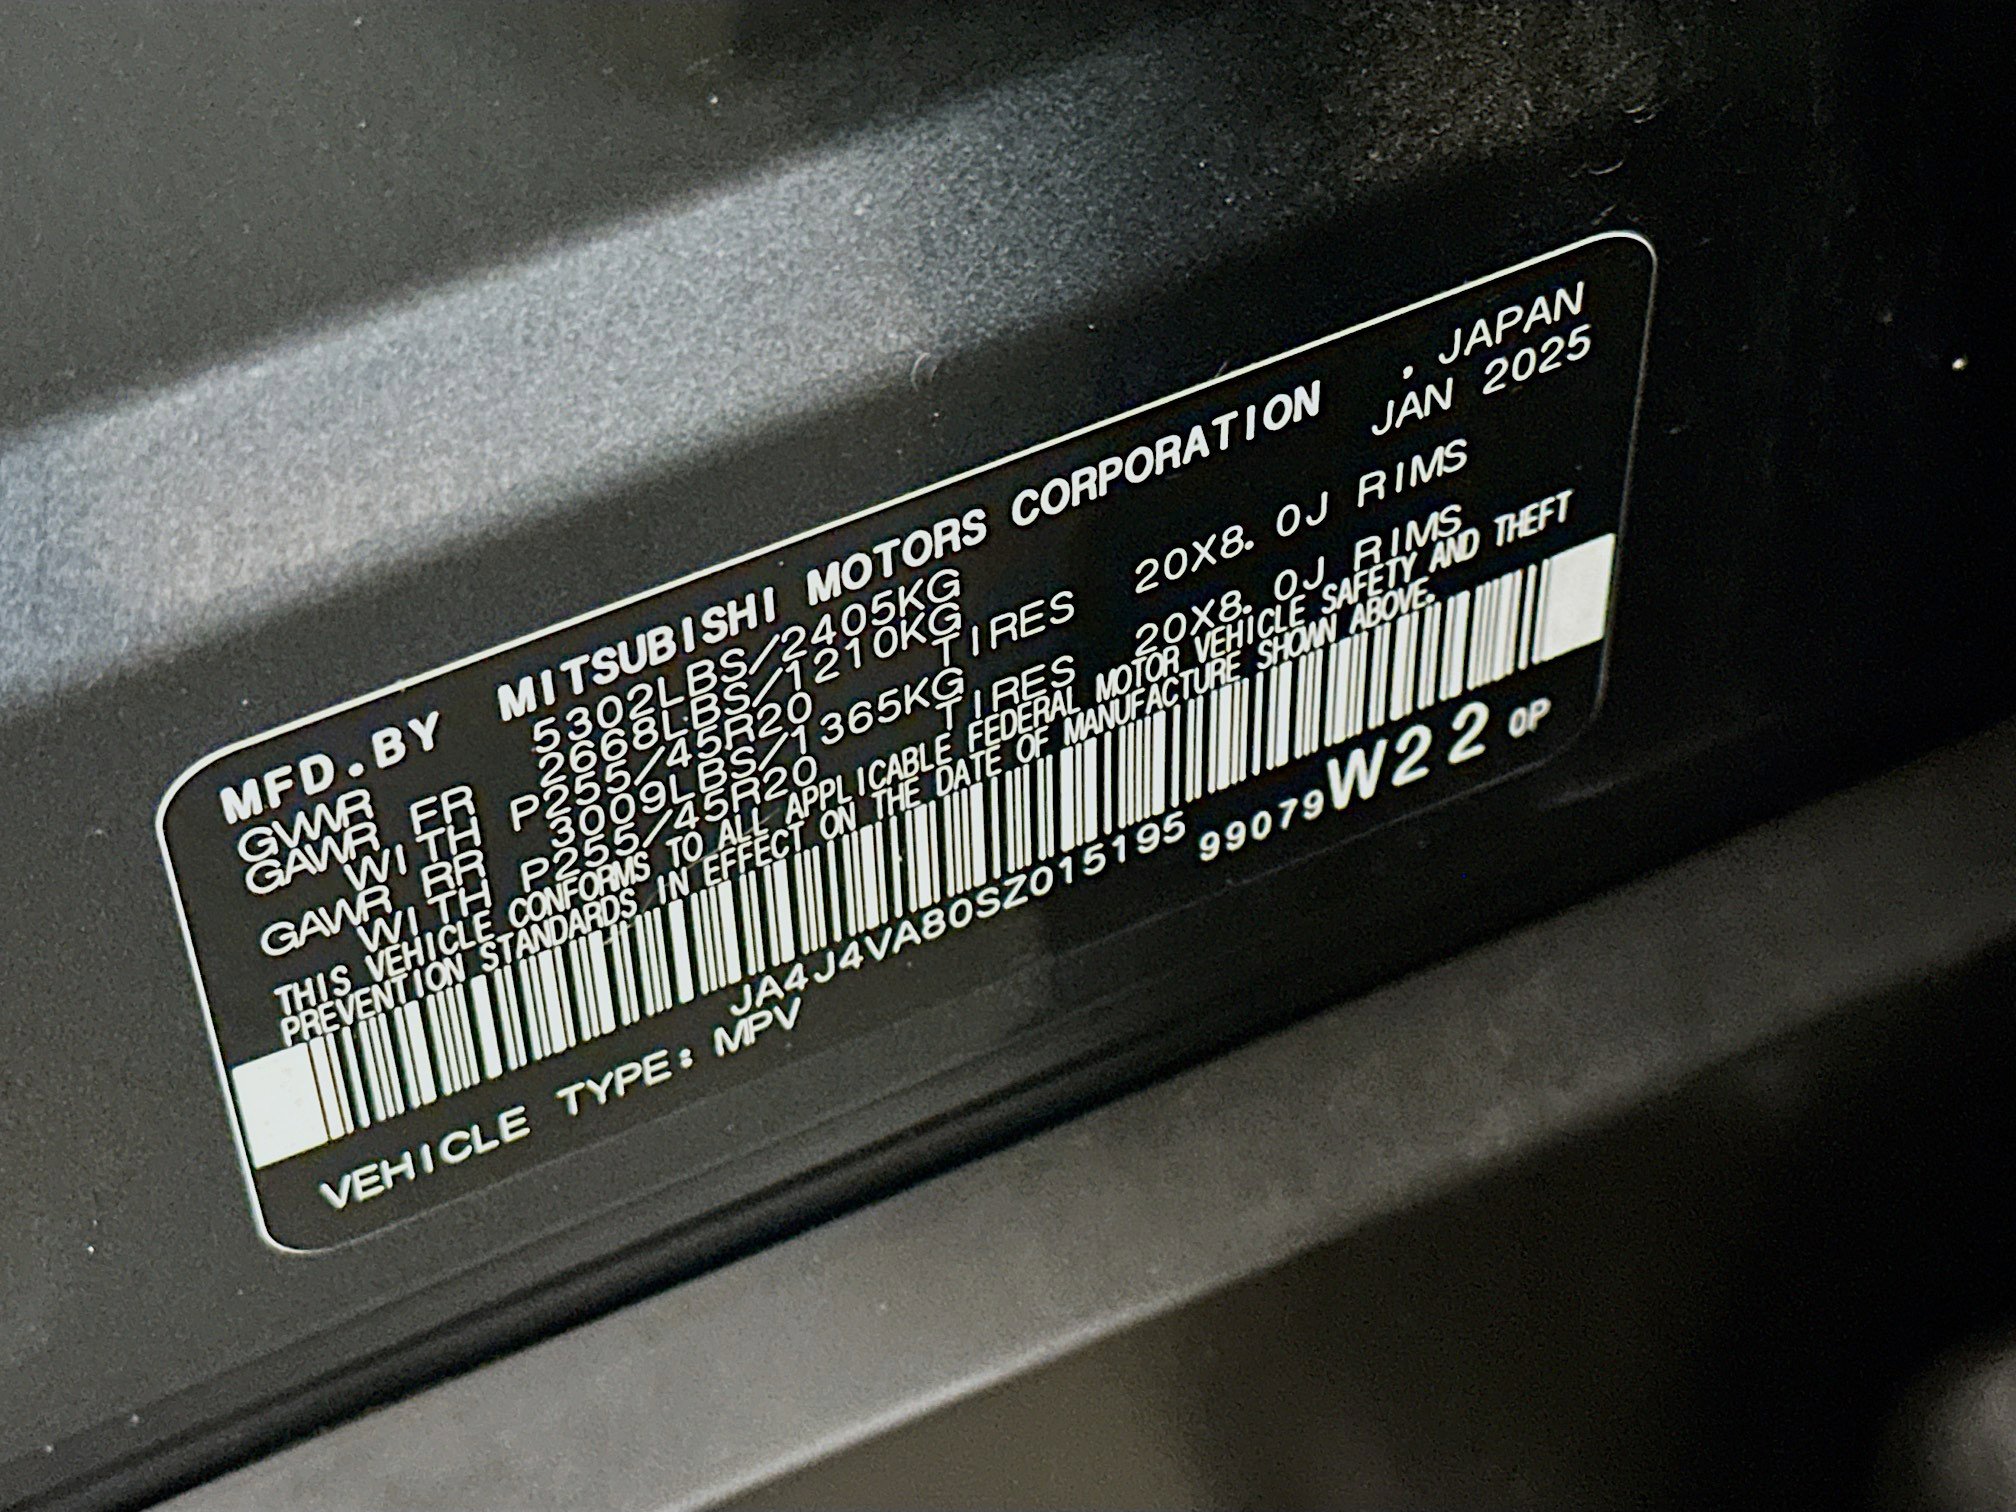 MFD.BY MITSUBISHI MOTORS CORPORATION . JAPAN
GVWR 5302LBS/2405KG JAN 2025
GAWR FR 2668LBS/1210KG
WITH P255/45R20 TIRES 20X8.0J RIMS
GAWR RR 3009LBS/1365KG
WITH P255/45R20 TIRES 20X8.0J RIMS
THIS VEHICLE CONFORMS TO ALL APPLICABLE FEDERAL MOTOR VEHICLE SAFETY AND THEFT
PREVENTION STANDARDS IN EFFECT ON THE DATE OF MANUFACTURE SHOWN ABOVE.
JA4J4VA80SZ015195 99079W22 0P
VEHICLE TYPE: MPV